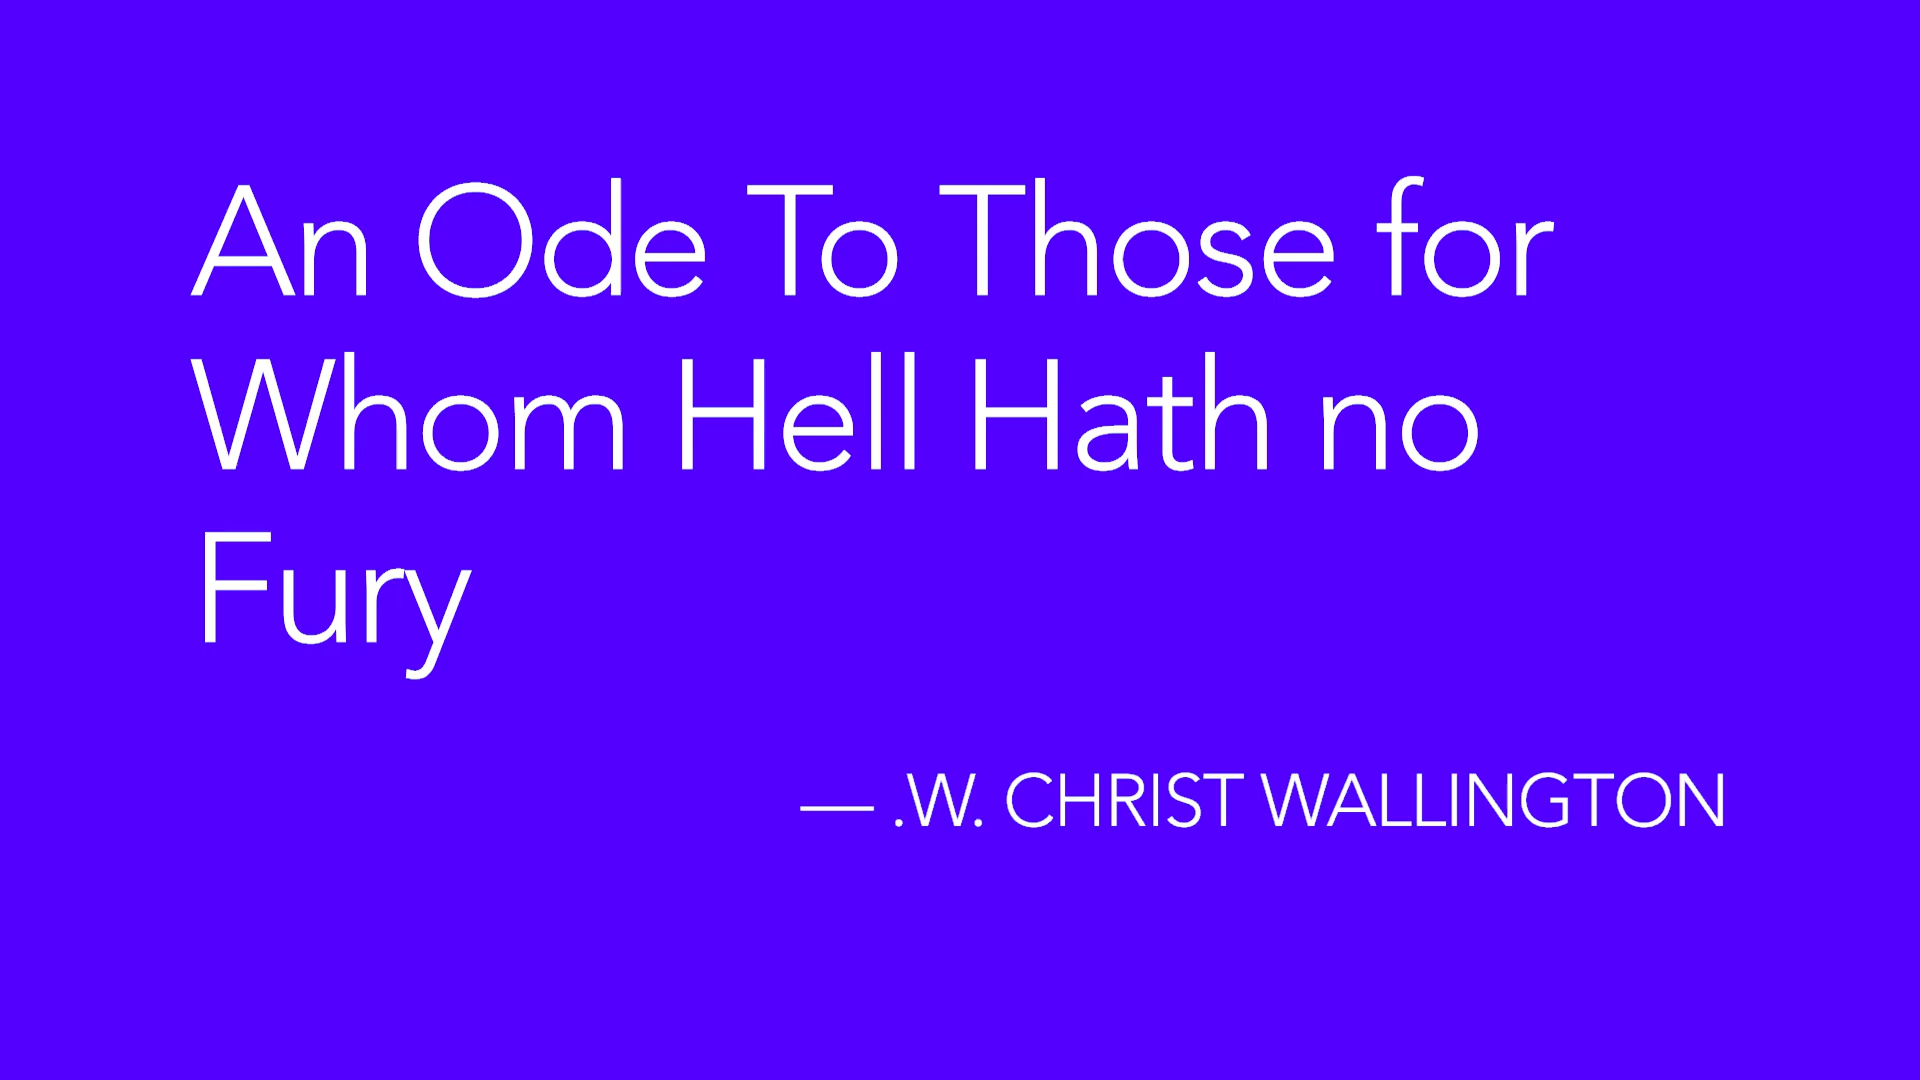 An Ode To Those for
Whom Hell Hath no
Fury
— .W. CHRIST WALLINGTON